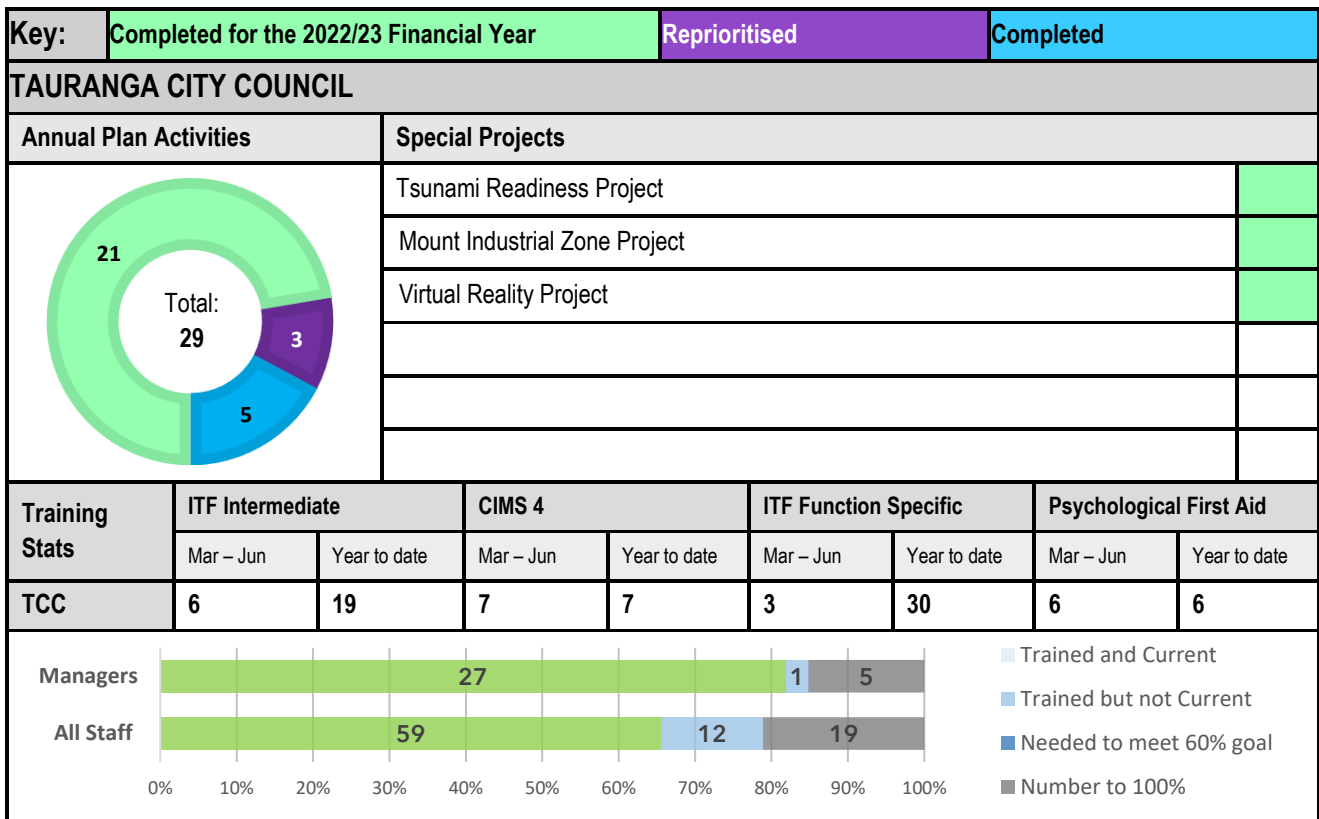 Key: Completed for the 2022/23 Financial Year Reprioritised Completed
TAURANGA CITY COUNCIL
Annual Plan Activities Special Projects
21
Total:
29
3
5
Tsunami Readiness Project
Mount Industrial Zone Project
Virtual Reality Project
Training
Stats
ITF Intermediate CIMS 4 ITF Function Specific Psychological First Aid
Mar – Jun Year to date Mar – Jun Year to date Mar – Jun Year to date Mar – Jun Year to date
TCC 6 19 7 7 3 30 6 6
Managers 27 1 5
All Staff 59 12 19
0% 10% 20% 30% 40% 50% 60% 70% 80% 90% 100%
Trained and Current
Trained but not Current
Needed to meet 60% goal
Number to 100%